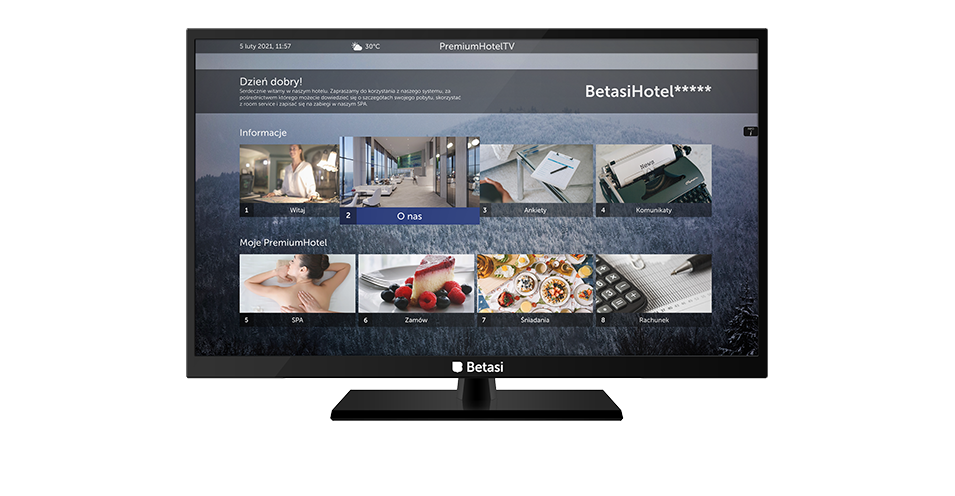 5 luty 2021, 11:57
30°C
PremiumHotelTV
Dzień dobry!
Serdecznie witamy w naszym hotelu. Zapraszamy do korzystania z naszego systemu, za
pośrednictwem którego możecie dowiedzieć się o szczegółach swojego pobytu, skorzystać
z room service i zapisać się na zabiegi w naszym SPA.
BetasiHotel*****
Informacje
1 Witaj
2 O nas
3 Ankiety
4 Komunikaty
News
Moje PremiumHotel
5 SPA
6 Zamów
7 Śniadania
8 Rachunek
Betasi